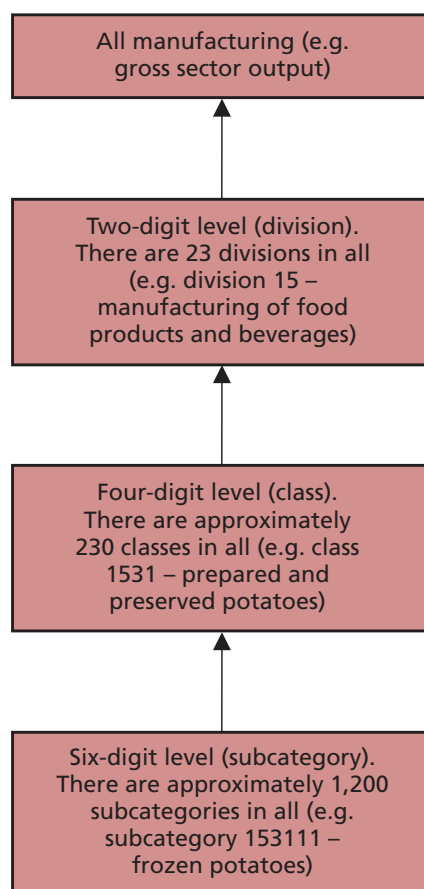 All manufacturing (e.g.
gross sector output)
Two-digit level (division).
There are 23 divisions in all
(e.g. division 15 –
manufacturing of food
products and beverages)
Four-digit level (class).
There are approximately
230 classes in all (e.g. class
1531 – prepared and
preserved potatoes)
Six-digit level (subcategory).
There are approximately 1,200
subcategories in all (e.g.
subcategory 153111 –
frozen potatoes)